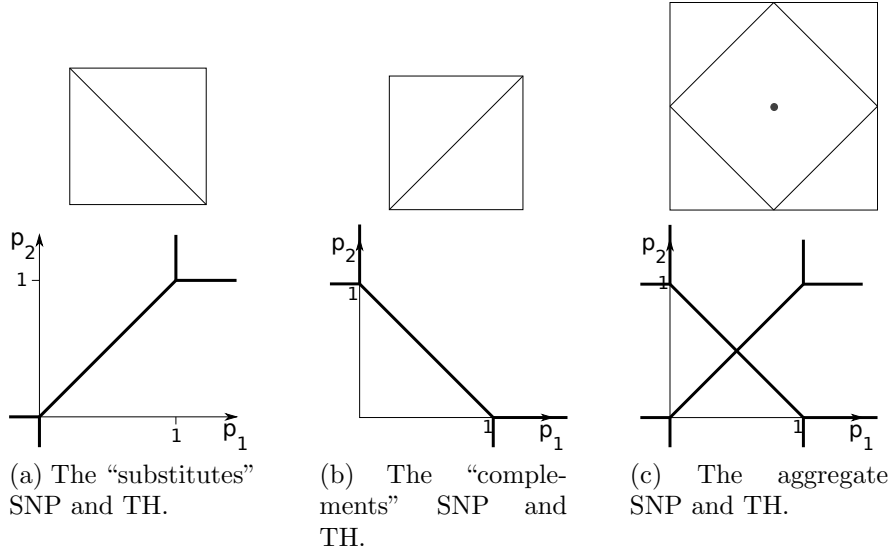 p2
1
1
p1
(a) The “substitutes”
SNP and TH.
p2
1
1
p1
(b) The “comple-
ments” SNP and
TH.
p2
1
1
p1
(c) The aggregate
SNP and TH.